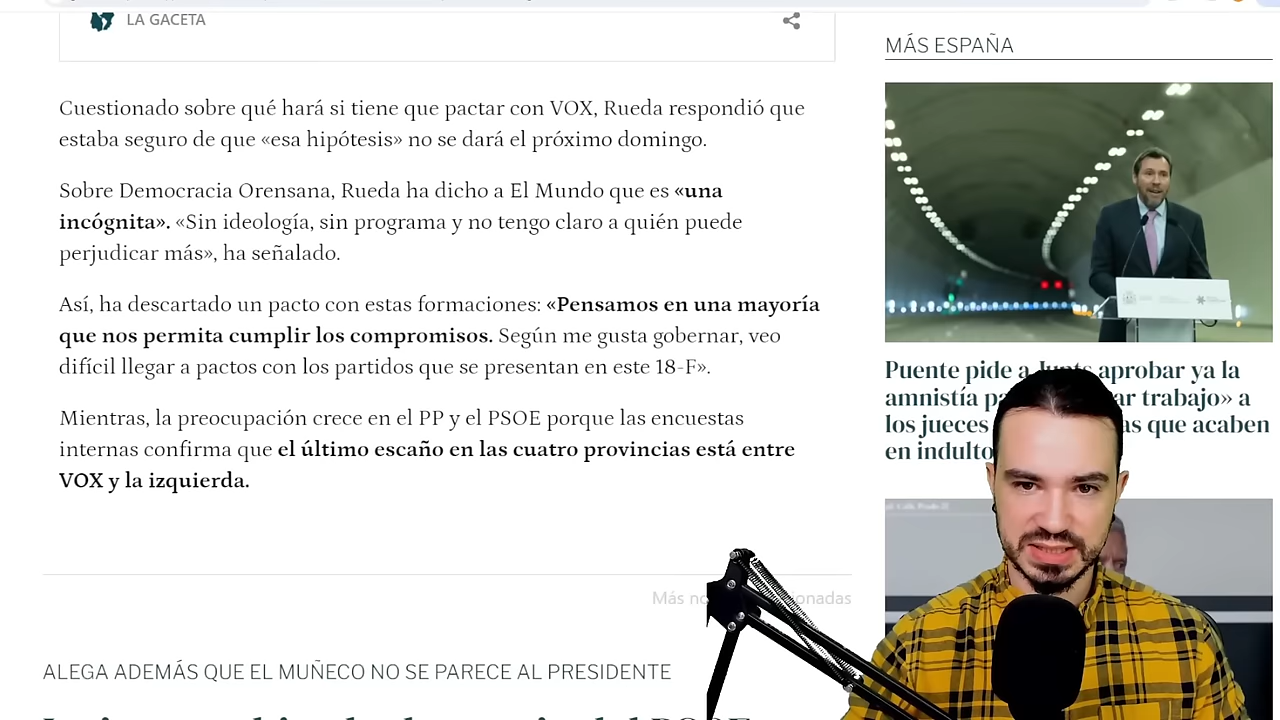 LA GACETA
Cuestionado sobre qué hará si tiene que pactar con VOX, Rueda respondió que
estaba seguro de que «esa hipótesis» no se dará el próximo domingo.
Sobre Democracia Orensana, Rueda ha dicho a El Mundo que es «una
incógnita». «Sin ideología, sin programa y no tengo claro a quién puede
perjudicar más», ha señalado.
Así, ha descartado un pacto con estas formaciones: «Pensamos en una mayoría
que nos permita cumplir los compromisos. Según me gusta gobernar, veo
difícil llegar a pactos con los partidos que se presentan en este 18-F».
Mientras, la preocupación crece en el PP y el PSOE porque las encuestas
internas confirma que el último escaño en las cuatro provincias está entre
VOX y la izquierda.
Más
ALEGA ADEMÁS QUE EL MUÑECO NO SE PARECE AL PRESIDENTE
MÁS ESPAÑA
Puente pide a Junts aprobar ya la
amnistía trabajo» a
los jueces que acaben
en